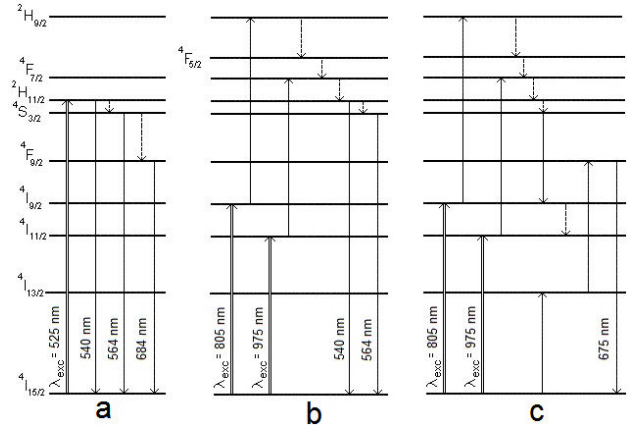 ²H₉/₂
⁴F₅/₂
⁴F₇/₂
²H₁₁/₂
⁴S₃/₂
⁴F₉/₂
⁴I₉/₂
⁴I₁₁/₂
⁴I₁₃/₂
⁴I₁₅/₂
λexc = 525 nm
540 nm
564 nm
684 nm
λexc = 805 nm
λexc = 975 nm
540 nm
564 nm
λexc = 805 nm
λexc = 975 nm
675 nm
a
b
c